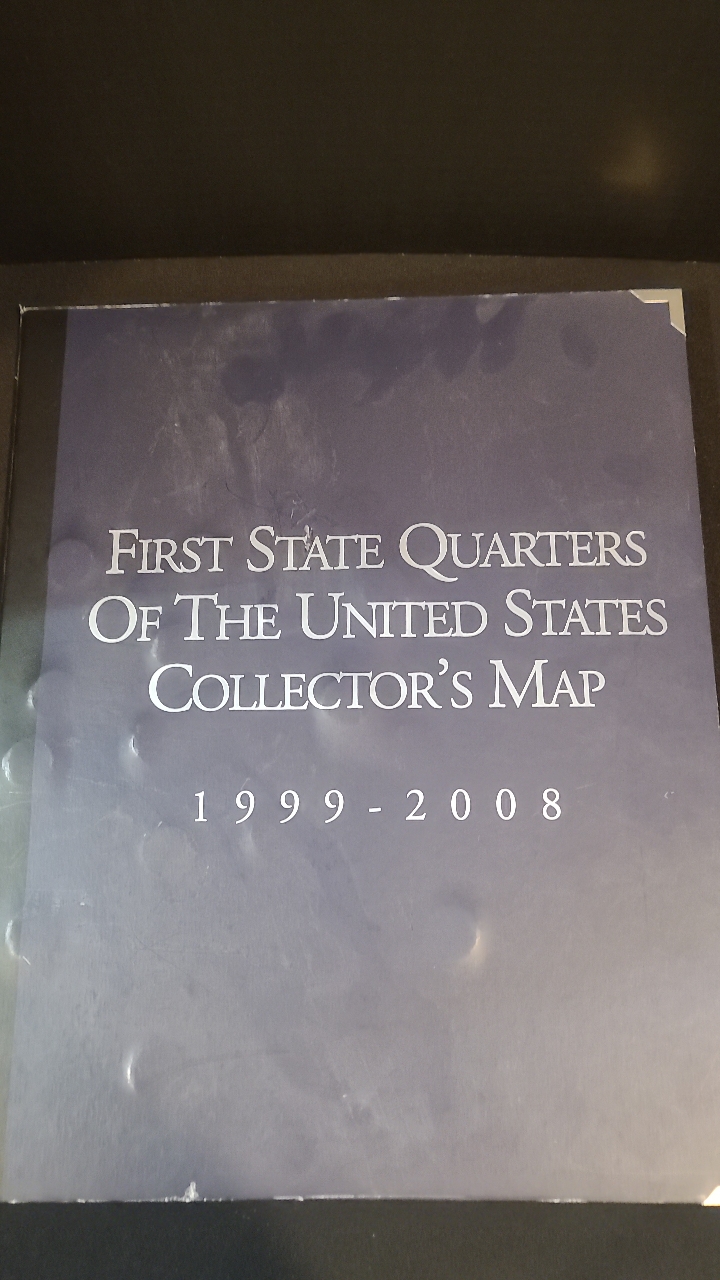 First State Quarters
Of The United States
Collector's Map
1999-2008